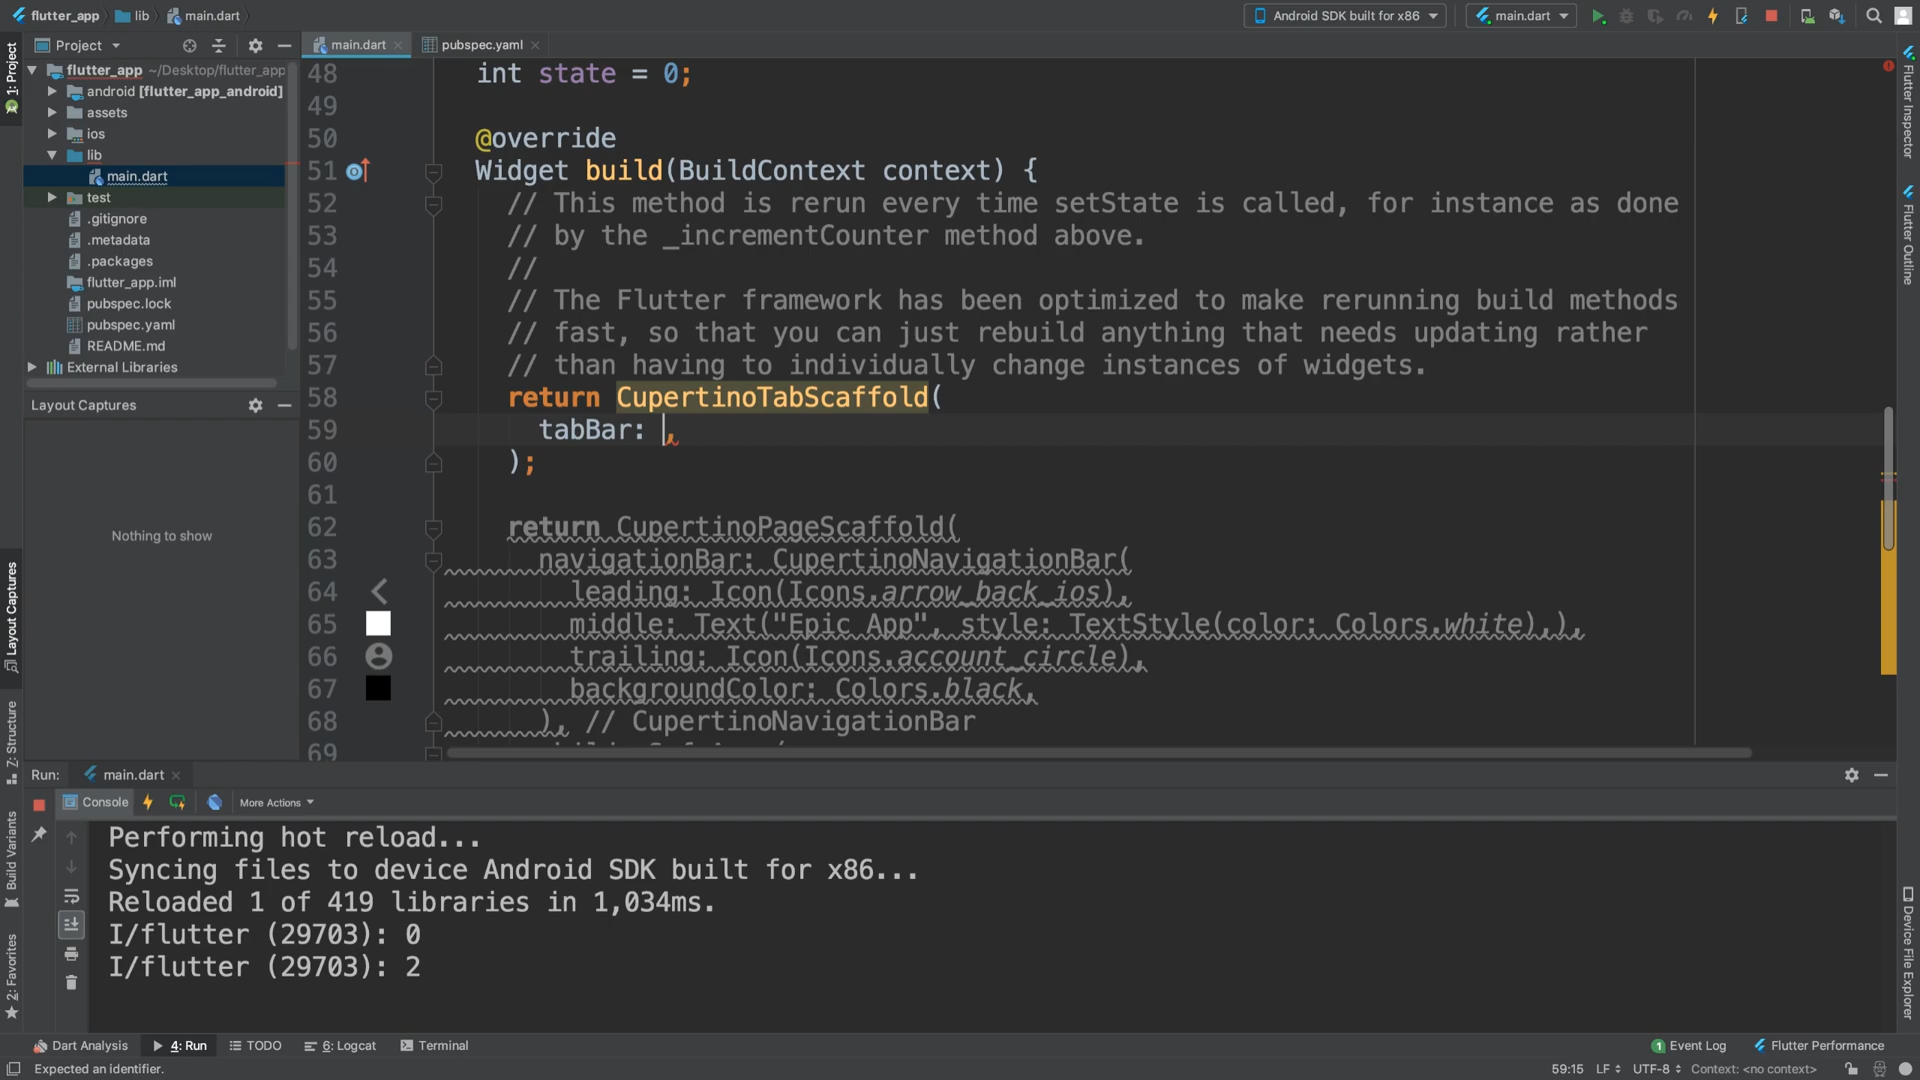 flutter_app
lib
main.dart
Android SDK built for x86
main.dart
1: Project
Project
main.dart
pubspec.yaml
flutter_app ~/Desktop/flutter_app
android [flutter_app_android]
assets
ios
lib
main.dart
test
.gitignore
.metadata
.packages
flutter_app.iml
pubspec.lock
pubspec.yaml
README.md
External Libraries
Layout Captures
Nothing to show
Layout Captures
Z: Structure
Build Variants
2: Favorites
48 int state = 0;
49
50 @override
51 Widget build(BuildContext context) {
52 // This method is rerun every time setState is called, for instance as done
53 // by the _incrementCounter method above.
54 //
55 // The Flutter framework has been optimized to make rerunning build methods
56 // fast, so that you can just rebuild anything that needs updating rather
57 // than having to individually change instances of widgets.
58 return CupertinoTabScaffold(
59 tabBar: ,
60 );
61
62 return CupertinoPageScaffold(
63 navigationBar: CupertinoNavigationBar(
64 leading: Icon(Icons.arrow_back_ios),
65 middle: Text("Epic App", style: TextStyle(color: Colors.white),),
66 trailing: Icon(Icons.account_circle),
67 backgroundColor: Colors.black,
68 ), // CupertinoNavigationBar
69
Flutter Inspector
Flutter Outline
Device File Explorer
Run:
main.dart
Console
More Actions
Performing hot reload...
Syncing files to device Android SDK built for x86...
Reloaded 1 of 419 libraries in 1,034ms.
I/flutter (29703): 0
I/flutter (29703): 2
Dart Analysis
4: Run
TODO
6: Logcat
Terminal
1 Event Log
Flutter Performance
Expected an identifier.
59:15
LF
UTF-8
Context: <no context>